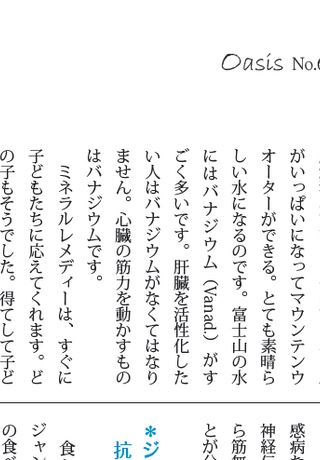 Oasis No.
がいっぱいになってマウンテンウ
オーターができる。とても素晴ら
しい水になるのです。富士山の水
にはバナジウム（Vanad.）がす
ごく多いです。肝臓を活性化した
い人はバナジウムがなくてはなり
ません。心臓の筋力を動かすもの
はバナジウムです。
ミネラルレメディーは、すぐに
子どもたちに応えてくれます。ど
の子もそうでした。得てして子ど
感病
神経伝
ら筋無
とが分
＊ジ
抗
食
ジャン
の食べ